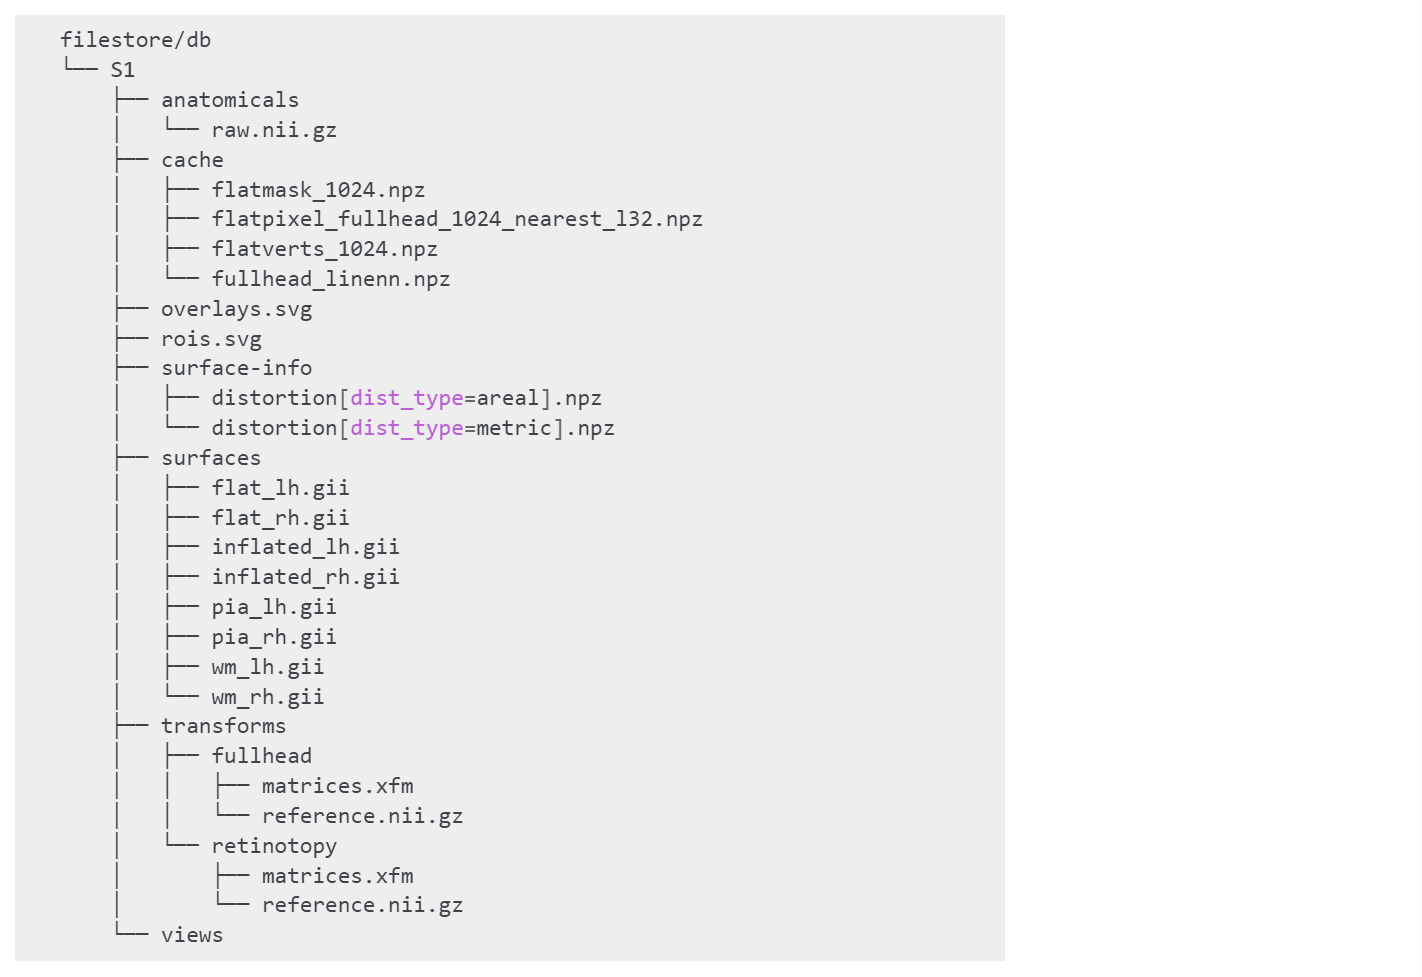 filestore/db
└── S1
    ├── anatomicals
    │   └── raw.nii.gz
    ├── cache
    │   ├── flatmask_1024.npz
    │   ├── flatpixel_fullhead_1024_nearest_l32.npz
    │   ├── flatverts_1024.npz
    │   └── fullhead_linenn.npz
    ├── overlays.svg
    ├── rois.svg
    ├── surface-info
    │   ├── distortion[dist_type=areal].npz
    │   └── distortion[dist_type=metric].npz
    ├── surfaces
    │   ├── flat_lh.gii
    │   ├── flat_rh.gii
    │   ├── inflated_lh.gii
    │   ├── inflated_rh.gii
    │   ├── pia_lh.gii
    │   ├── pia_rh.gii
    │   ├── wm_lh.gii
    │   └── wm_rh.gii
    ├── transforms
    │   ├── fullhead
    │   │   ├── matrices.xfm
    │   │   └── reference.nii.gz
    │   └── retinotopy
    │       ├── matrices.xfm
    │       └── reference.nii.gz
    └── views